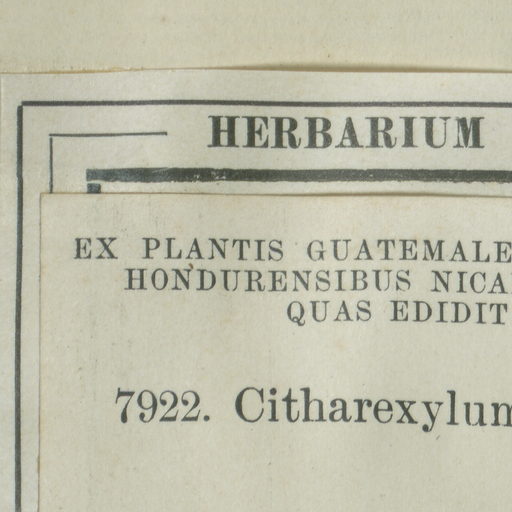 HERBARIUM
EX PLANTIS GUATEMALE
HONDURENSIBUS NICA
QUAS EDIDIT
7922. Citharexylum